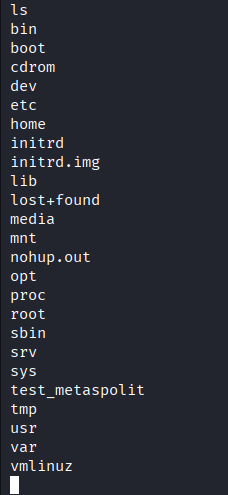 ls
bin
boot
cdrom
dev
etc
home
initrd
initrd.img
lib
lost+found
media
mnt
nohup.out
opt
proc
root
sbin
srv
sys
test_metaspolit
tmp
usr
var
vmlinuz